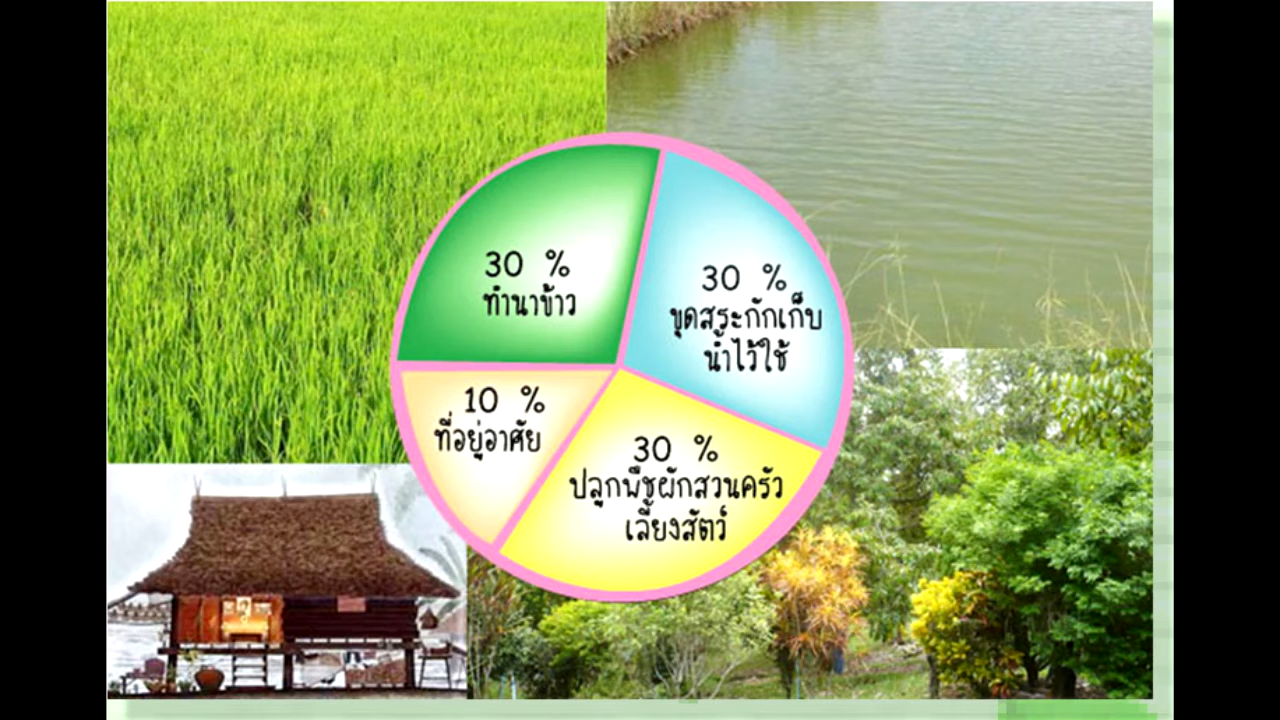 30 %
ทำนาข้าว
30 %
ขุดสระกักเก็บ
น้ำไว้ใช้
10 %
ที่อยู่อาศัย
30 %
ปลูกพืชผักสวนครัว
เลี้ยงสัตว์